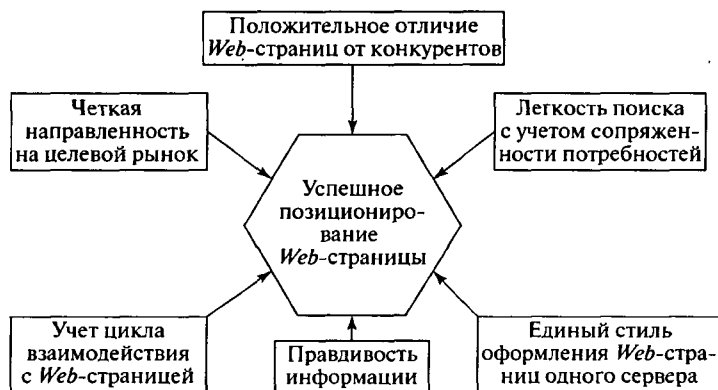 Положительное отличие
Web-страниц от конкурентов
Четкая
направленность
на целевой рынок
Легкость поиска
с учетом сопряжен-
ности потребностей
Успешное
позициониро-
вание
Web-страницы
Учет цикла
взаимодействия
с Web-страницей
Правдивость
информации
Единый стиль
оформления Web-стра-
ниц одного сервера